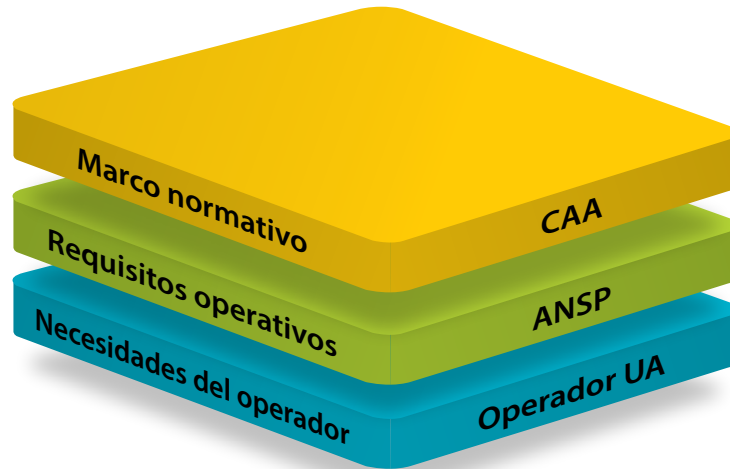 Marco normativo
CAA
Requisitos operativos
ANSP
Necesidades del operador
Operador UA